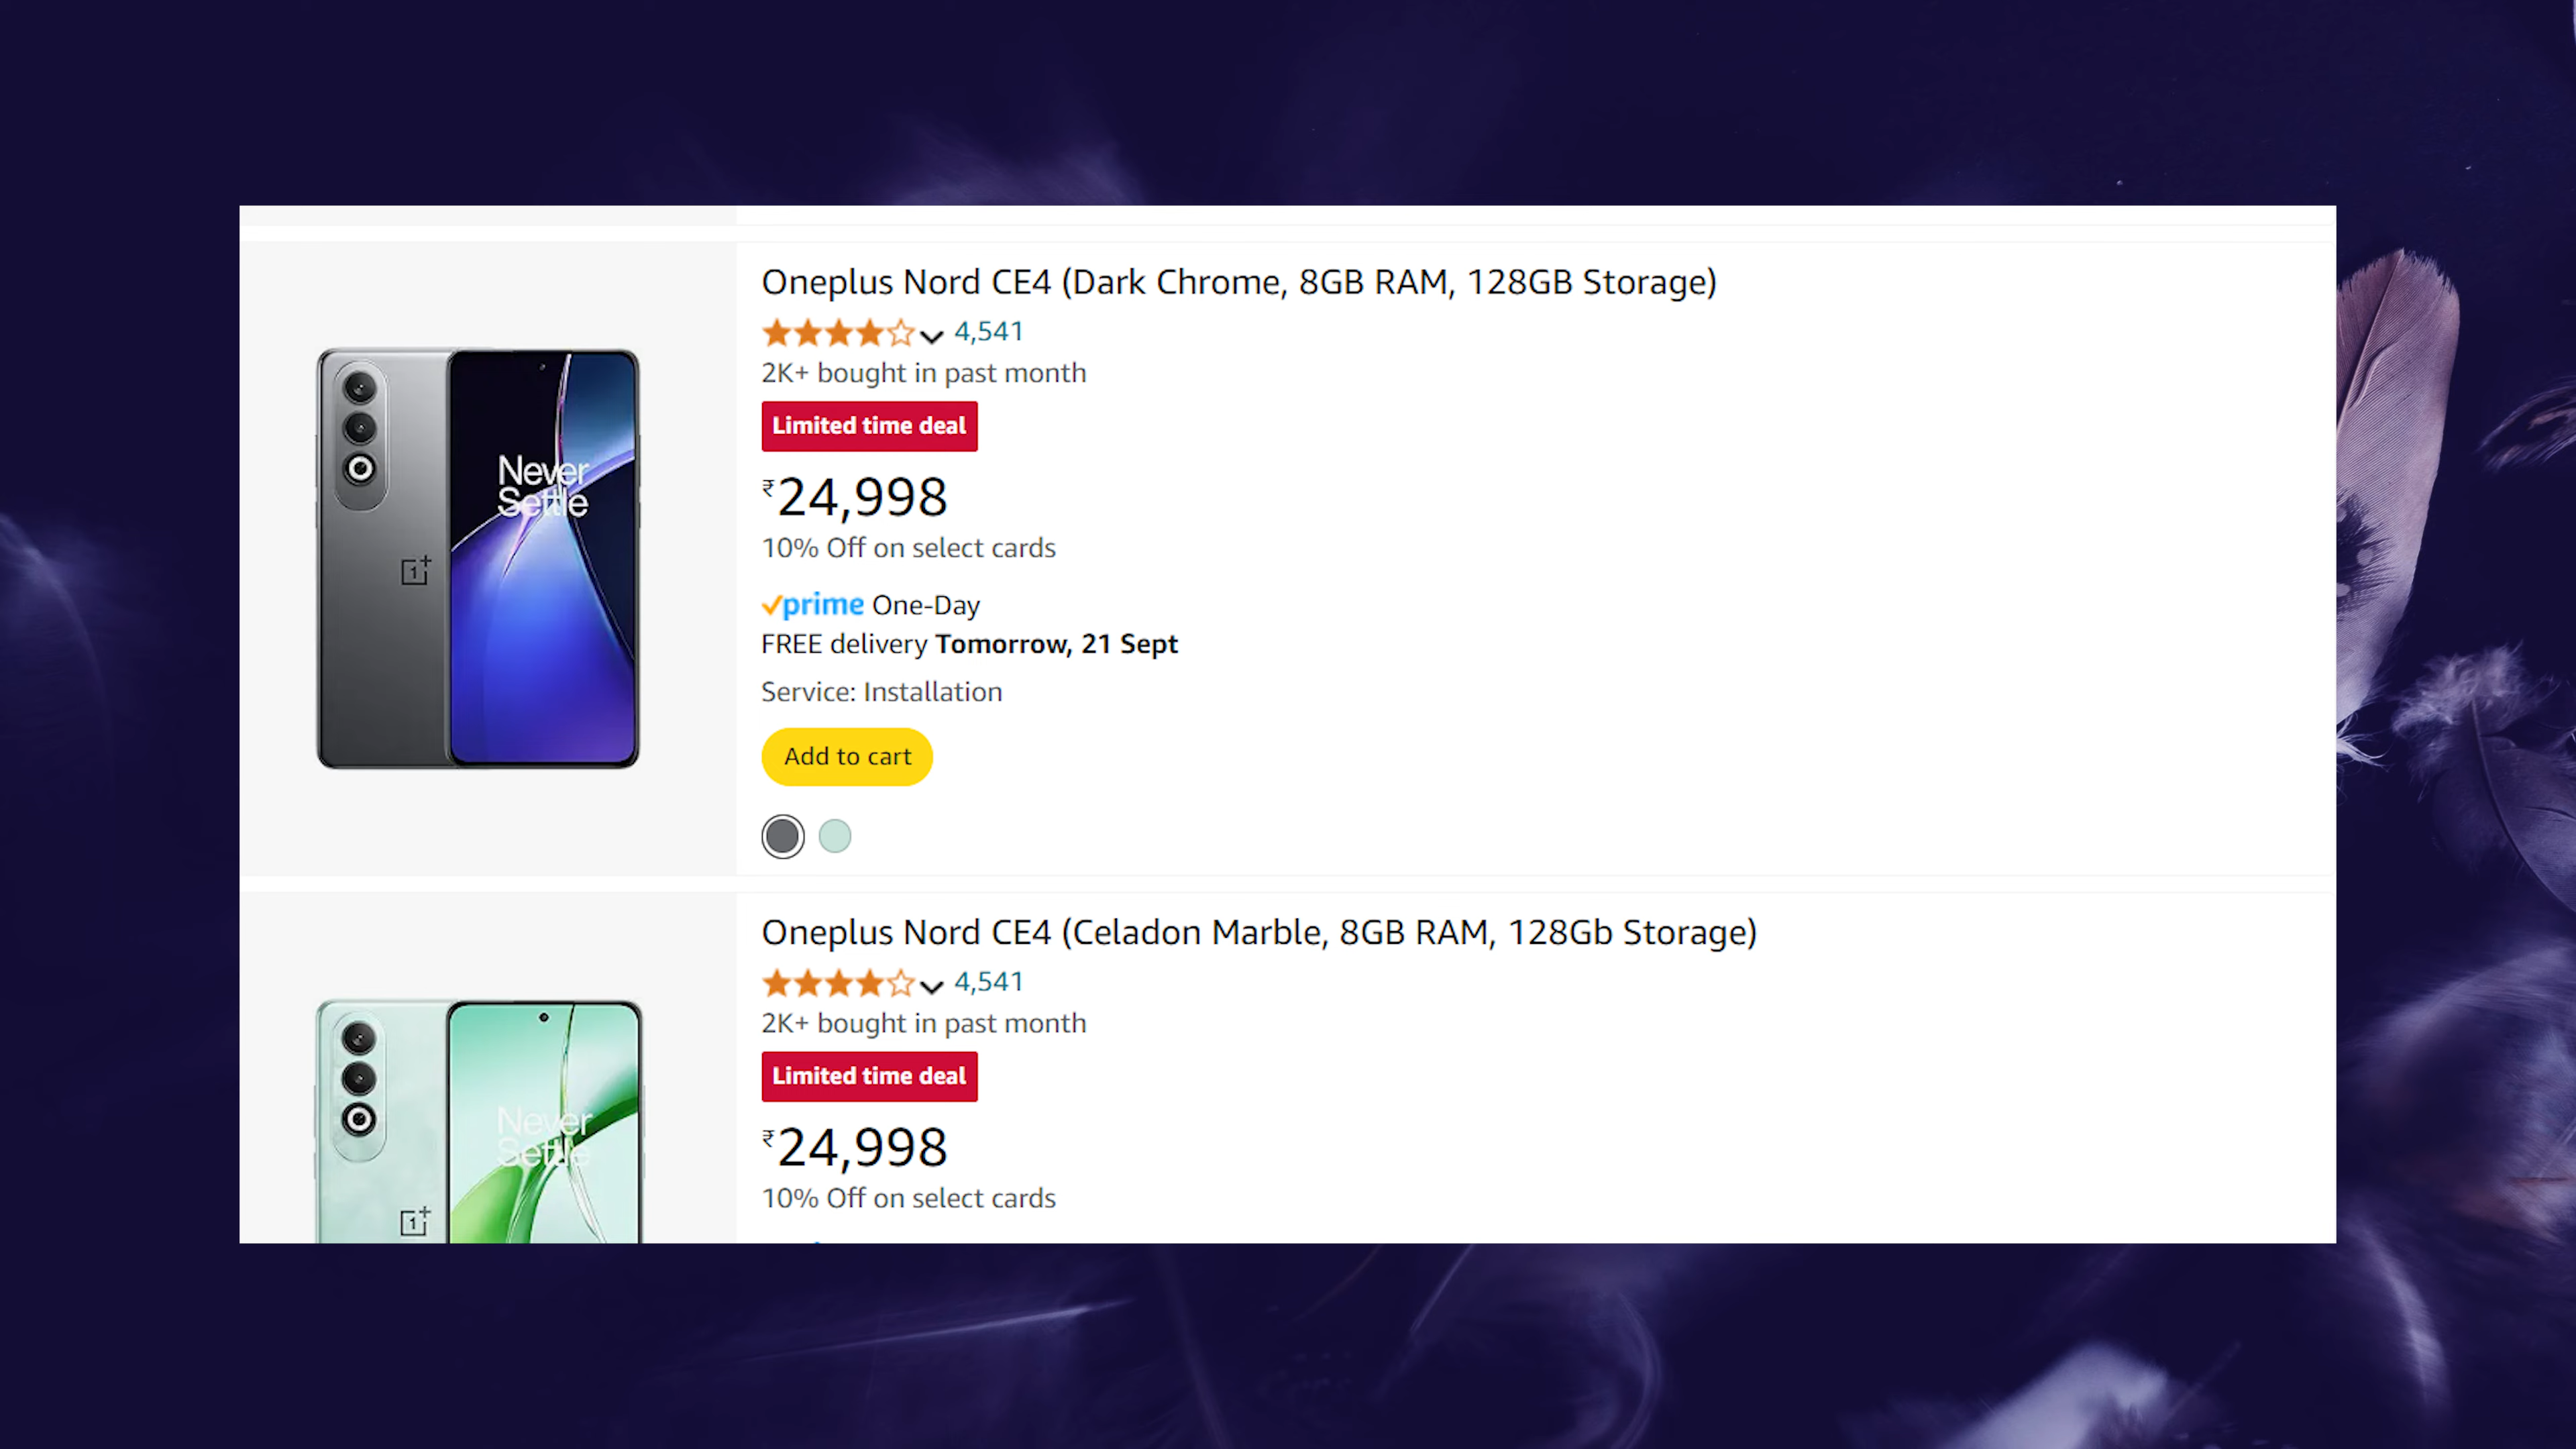 Oneplus Nord CE4 (Dark Chrome, 8GB RAM, 128GB Storage)
4,541
2K+ bought in past month
Limited time deal
₹24,998
10% Off on select cards
prime One-Day
FREE delivery Tomorrow, 21 Sept
Service: Installation
Add to cart
Never
Settle
1+
Oneplus Nord CE4 (Celadon Marble, 8GB RAM, 128Gb Storage)
4,541
2K+ bought in past month
Limited time deal
₹24,998
10% Off on select cards
Never
Settle
1+